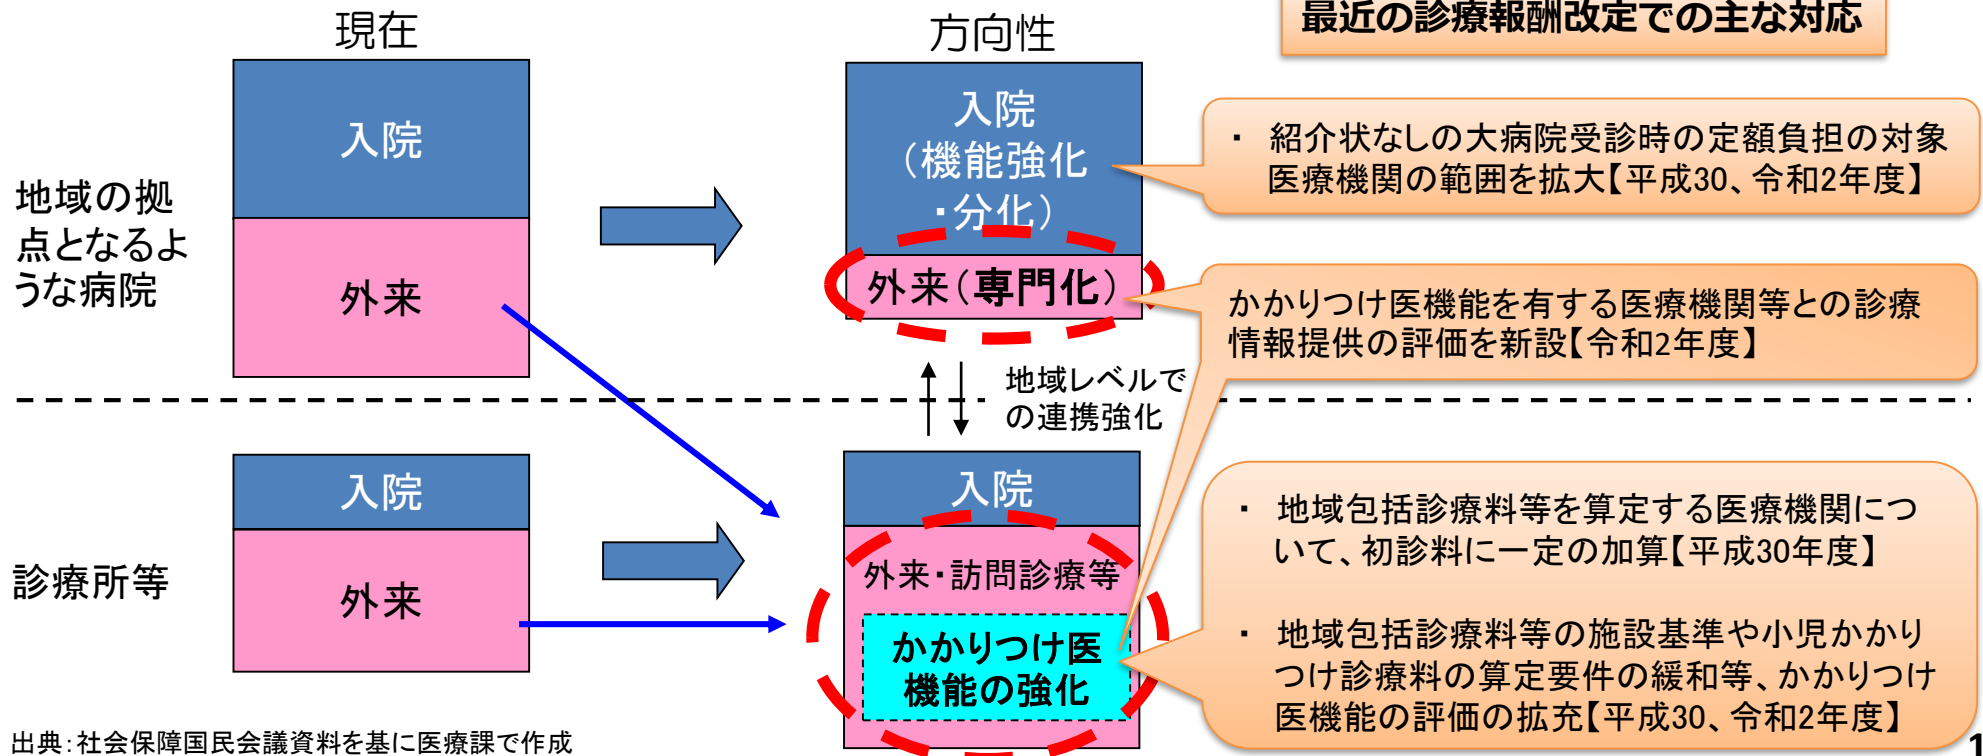 現在
方向性
最近の診療報酬改定での主な対応
地域の拠
点となるよ
うな病院
入院
外来
入院
（機能強化
・分化）
外来（専門化）
・ 紹介状なしの大病院受診時の定額負担の対象
医療機関の範囲を拡大【平成30、令和2年度】
かかりつけ医機能を有する医療機関等との診療
情報提供の評価を新設【令和2年度】
地域レベルで
の連携強化
診療所等
入院
外来
入院
外来・訪問診療等
かかりつけ医
機能の強化
・ 地域包括診療料等を算定する医療機関につ
いて、初診料に一定の加算【平成30年度】
・ 地域包括診療料等の施設基準や小児かかり
つけ診療料の算定要件の緩和等、かかりつけ
医機能の評価の拡充【平成30、令和2年度】
出典：社会保障国民会議資料を基に医療課で作成